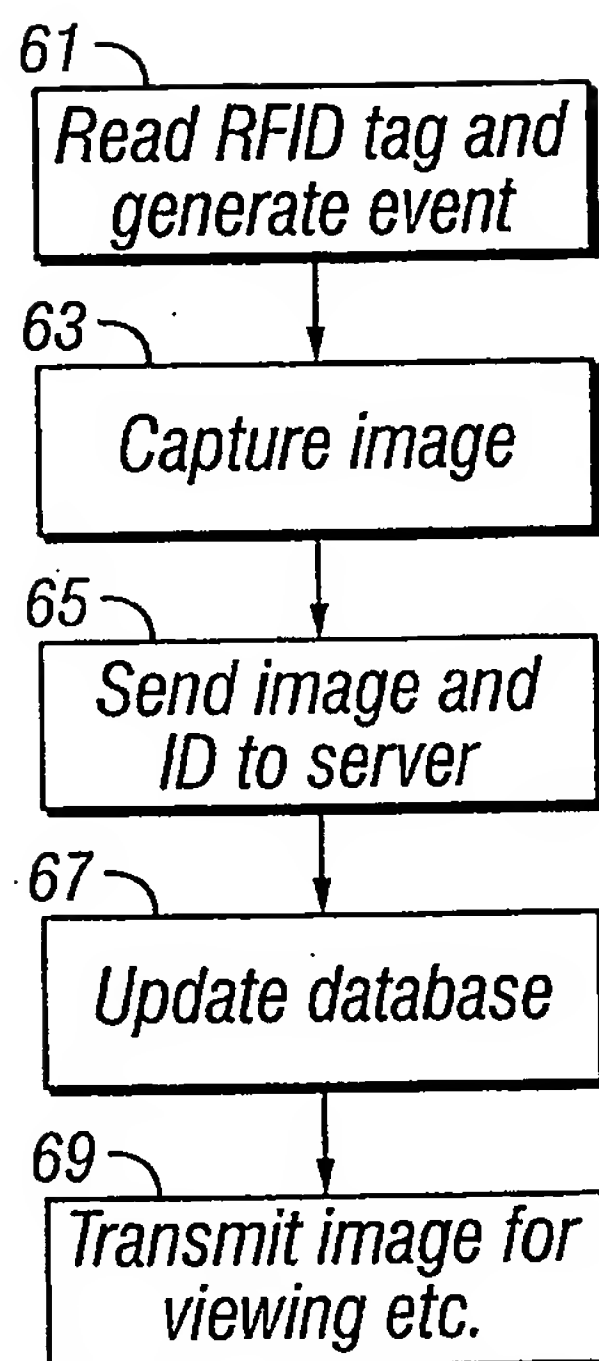 61
Read RFID tag and
generate event
63
Capture image
65
Send image and
ID to server
67
Update database
69
Transmit image for
viewing etc.